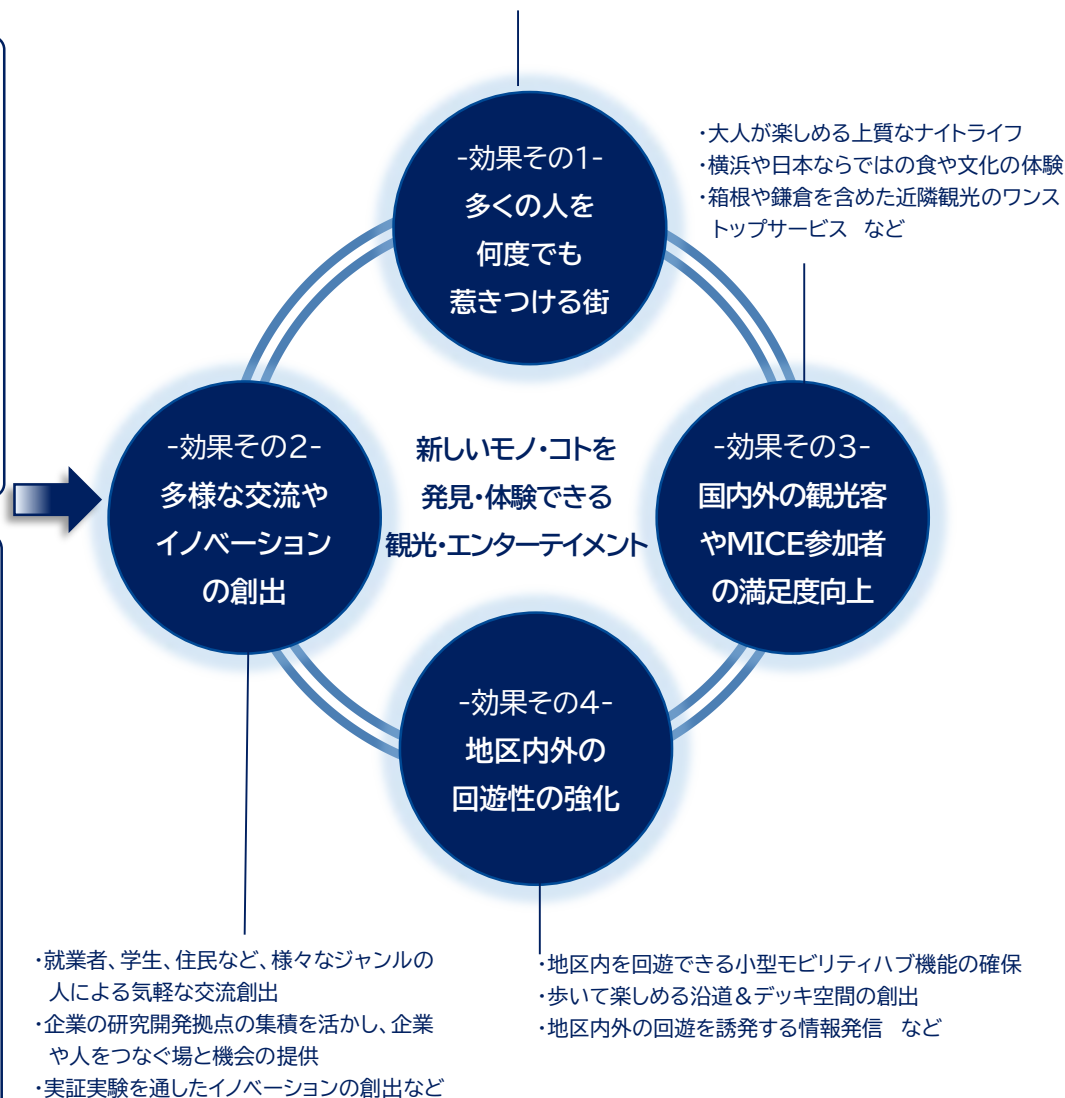 -効果その1-
多くの人を
何度でも
惹きつける街
・大人が楽しめる上質なナイトライフ
・横浜や日本ならではの食や文化の体験
・箱根や鎌倉を含めた近隣観光のワンス
トップサービス　など
-効果その2-
多様な交流や
イノベーション
の創出
新しいモノ・コトを
発見・体験できる
観光・エンターテイメント
-効果その3-
国内外の観光客
やMICE参加者
の満足度向上
-効果その4-
地区内外の
回遊性の強化
・就業者、学生、住民など、様々なジャンルの
人による気軽な交流創出
・企業の研究開発拠点の集積を活かし、企業
や人をつなぐ場と機会の提供
・実証実験を通したイノベーションの創出など
・地区内を回遊できる小型モビリティハブ機能の確保
・歩いて楽しめる沿道＆デッキ空間の創出
・地区内外の回遊を誘発する情報発信　など